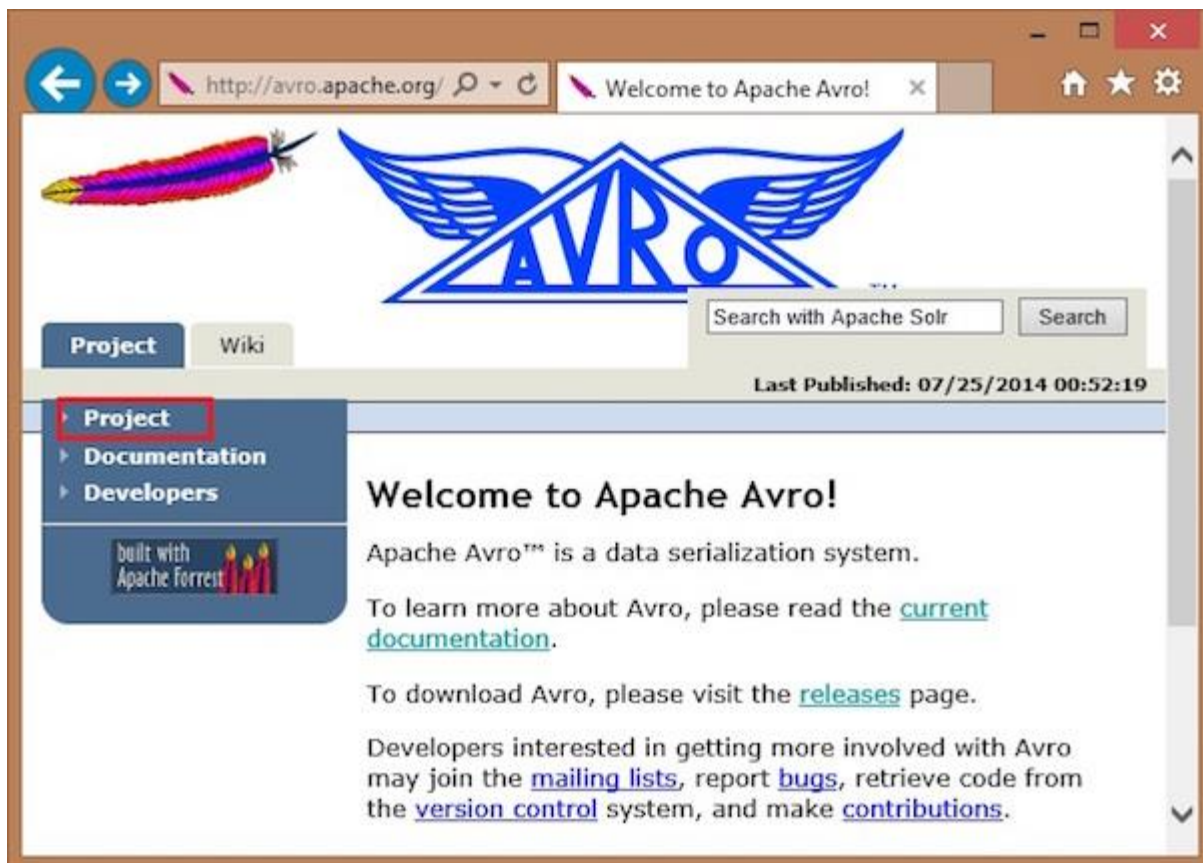 http://avro.apache.org/
Welcome to Apache Avro!
AVRO
Search with Apache Solr
Search
Project
Wiki
Last Published: 07/25/2014 00:52:19
Project
Documentation
Developers
built with
Apache Forrest
Welcome to Apache Avro!
Apache Avro™ is a data serialization system.
To learn more about Avro, please read the current
documentation.
To download Avro, please visit the releases page.
Developers interested in getting more involved with Avro
may join the mailing lists, report bugs, retrieve code from
the version control system, and make contributions.